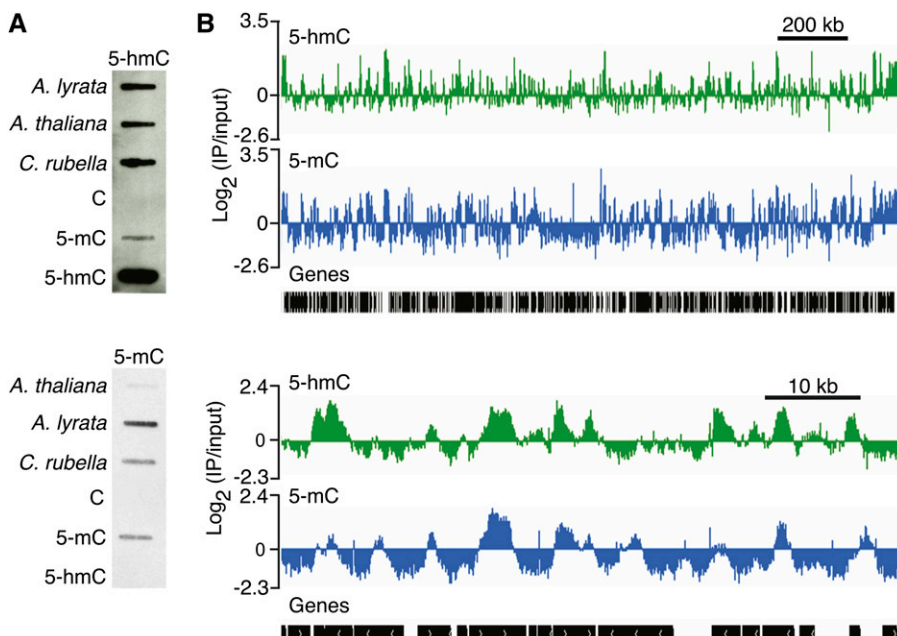 A
5-hmC
A. lyrata
A. thaliana
C. rubella
C
5-mC
5-hmC
5-mC
A. thaliana
A. lyrata
C. rubella
C
5-mC
5-hmC
B
3.5
5-hmC
200 kb
0
-2.6
3.5
5-mC
0
-2.6
Log2 (IP/input)
Genes
2.4
5-hmC
10 kb
0
-2.3
2.4
5-mC
0
-2.3
Log2 (IP/input)
Genes